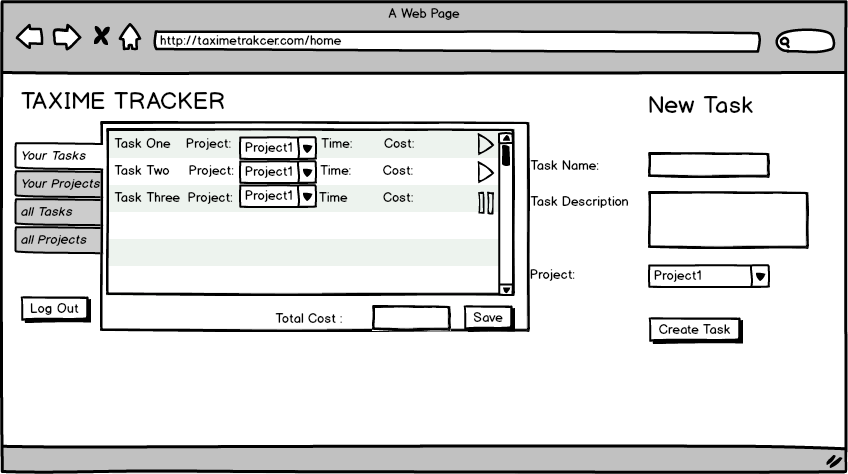 A Web Page
http://taximetrakcer.com/home
TAXIME TRACKER
New Task
Your Tasks
Your Projects
all Tasks
all Projects
Log Out
Task One Project: Project1 Time: Cost:
Task Two Project: Project1 Time: Cost:
Task Three Project: Project1 Time Cost:
Total Cost : Save
Task Name:
Task Description
Project: Project1
Create Task